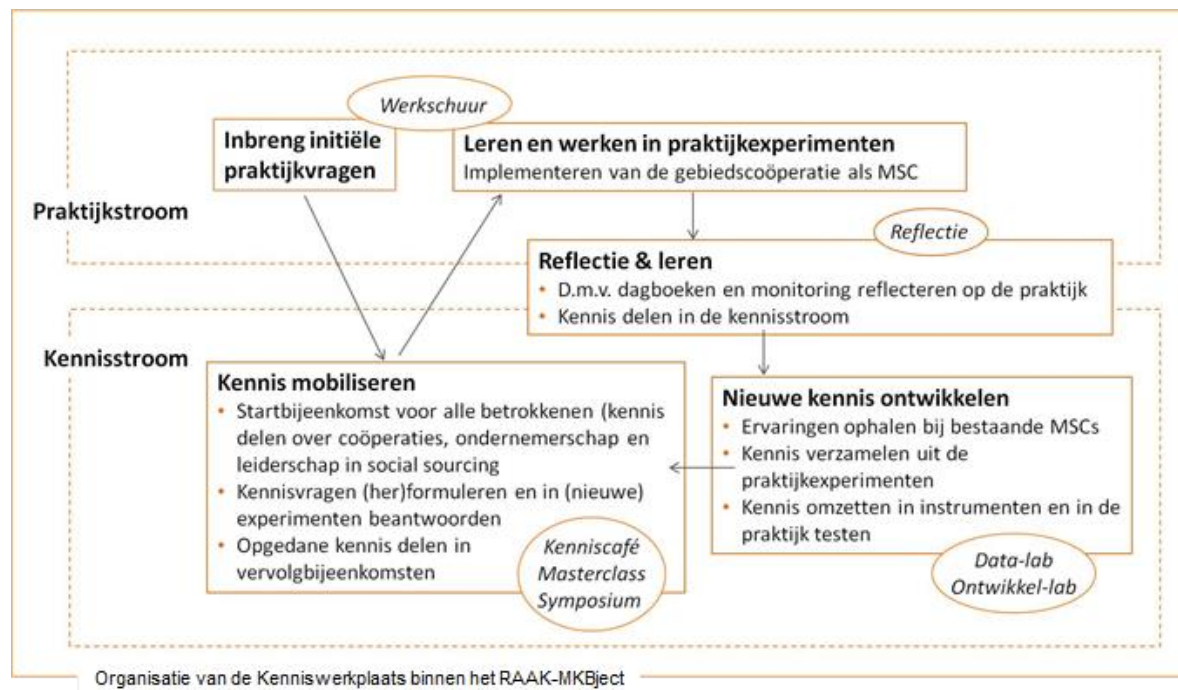 Werkschuur
Inbreng initiële
praktijkvragen
Leren en werken in praktijkexperimenten
Implementeren van de gebiedscoöperatie als MSC
Praktijkstroom
Reflectie
Reflectie & leren
• D.m.v. dagboeken en monitoring reflecteren op de praktijk
• Kennis delen in de kennisstroom
Kennisstroom
Kennis mobiliseren
• Startbijeenkomst voor alle betrokkenen (kennis
delen over coöperaties, ondernemerschap en
leiderschap in social sourcing
• Kennisvragen (her)formuleren en in (nieuwe)
experimenten beantwoorden
• Opgedane kennis delen in
vervolgbijeenkomsten
Kenniscafé
Masterclass
Symposium
Nieuwe kennis ontwikkelen
• Ervaringen ophalen bij bestaande MSCs
• Kennis verzamelen uit de
praktijkexperimenten
• Kennis omzetten in instrumenten en in de
praktijk testen
Data-lab
Ontwikkel-lab
Organisatie van de Kenniswerkplaats binnen het RAAK-MKBject